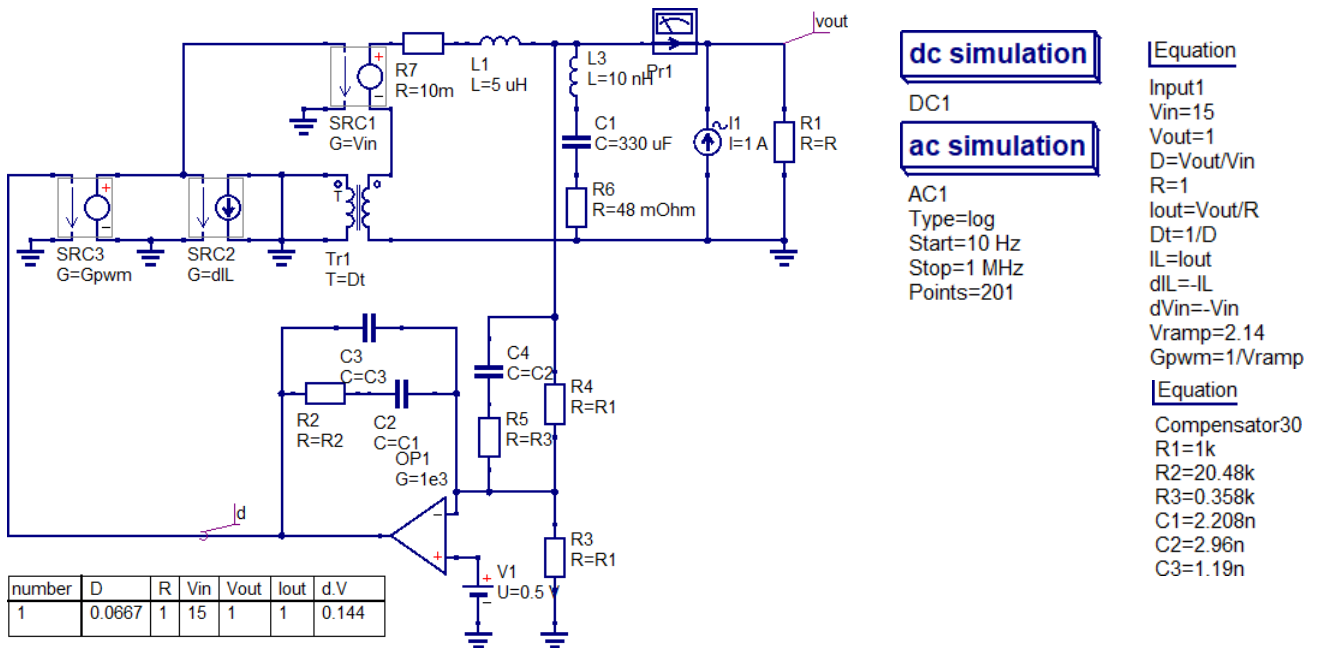 vout
R7
R=10m
L1
L=5 uH
L3
L=10 nH
Pr1
SRC1
G=Vin
C1
C=330 uF
I1
I=1 A
R1
R=R
R6
R=48 mOhm
SRC3
G=Gpwm
SRC2
G=dIL
T
Tr1
T=Dt
C3
C=C3
R2
R=R2
C2
C=C1
C4
C=C2
R5
R=R3
R4
R=R1
OP1
G=1e3
d
R3
R=R1
V1
U=0.5 V
number D R Vin Vout Iout d.V
1 0.0667 1 15 1 1 0.144
dc simulation
DC1
ac simulation
AC1
Type=log
Start=10 Hz
Stop=1 MHz
Points=201
Equation
Input1
Vin=15
Vout=1
D=Vout/Vin
R=1
Iout=Vout/R
Dt=1/D
IL=Iout
dIL=-IL
dVin=-Vin
Vramp=2.14
Gpwm=1/Vramp
Equation
Compensator30
R1=1k
R2=20.48k
R3=0.358k
C1=2.208n
C2=2.96n
C3=1.19n